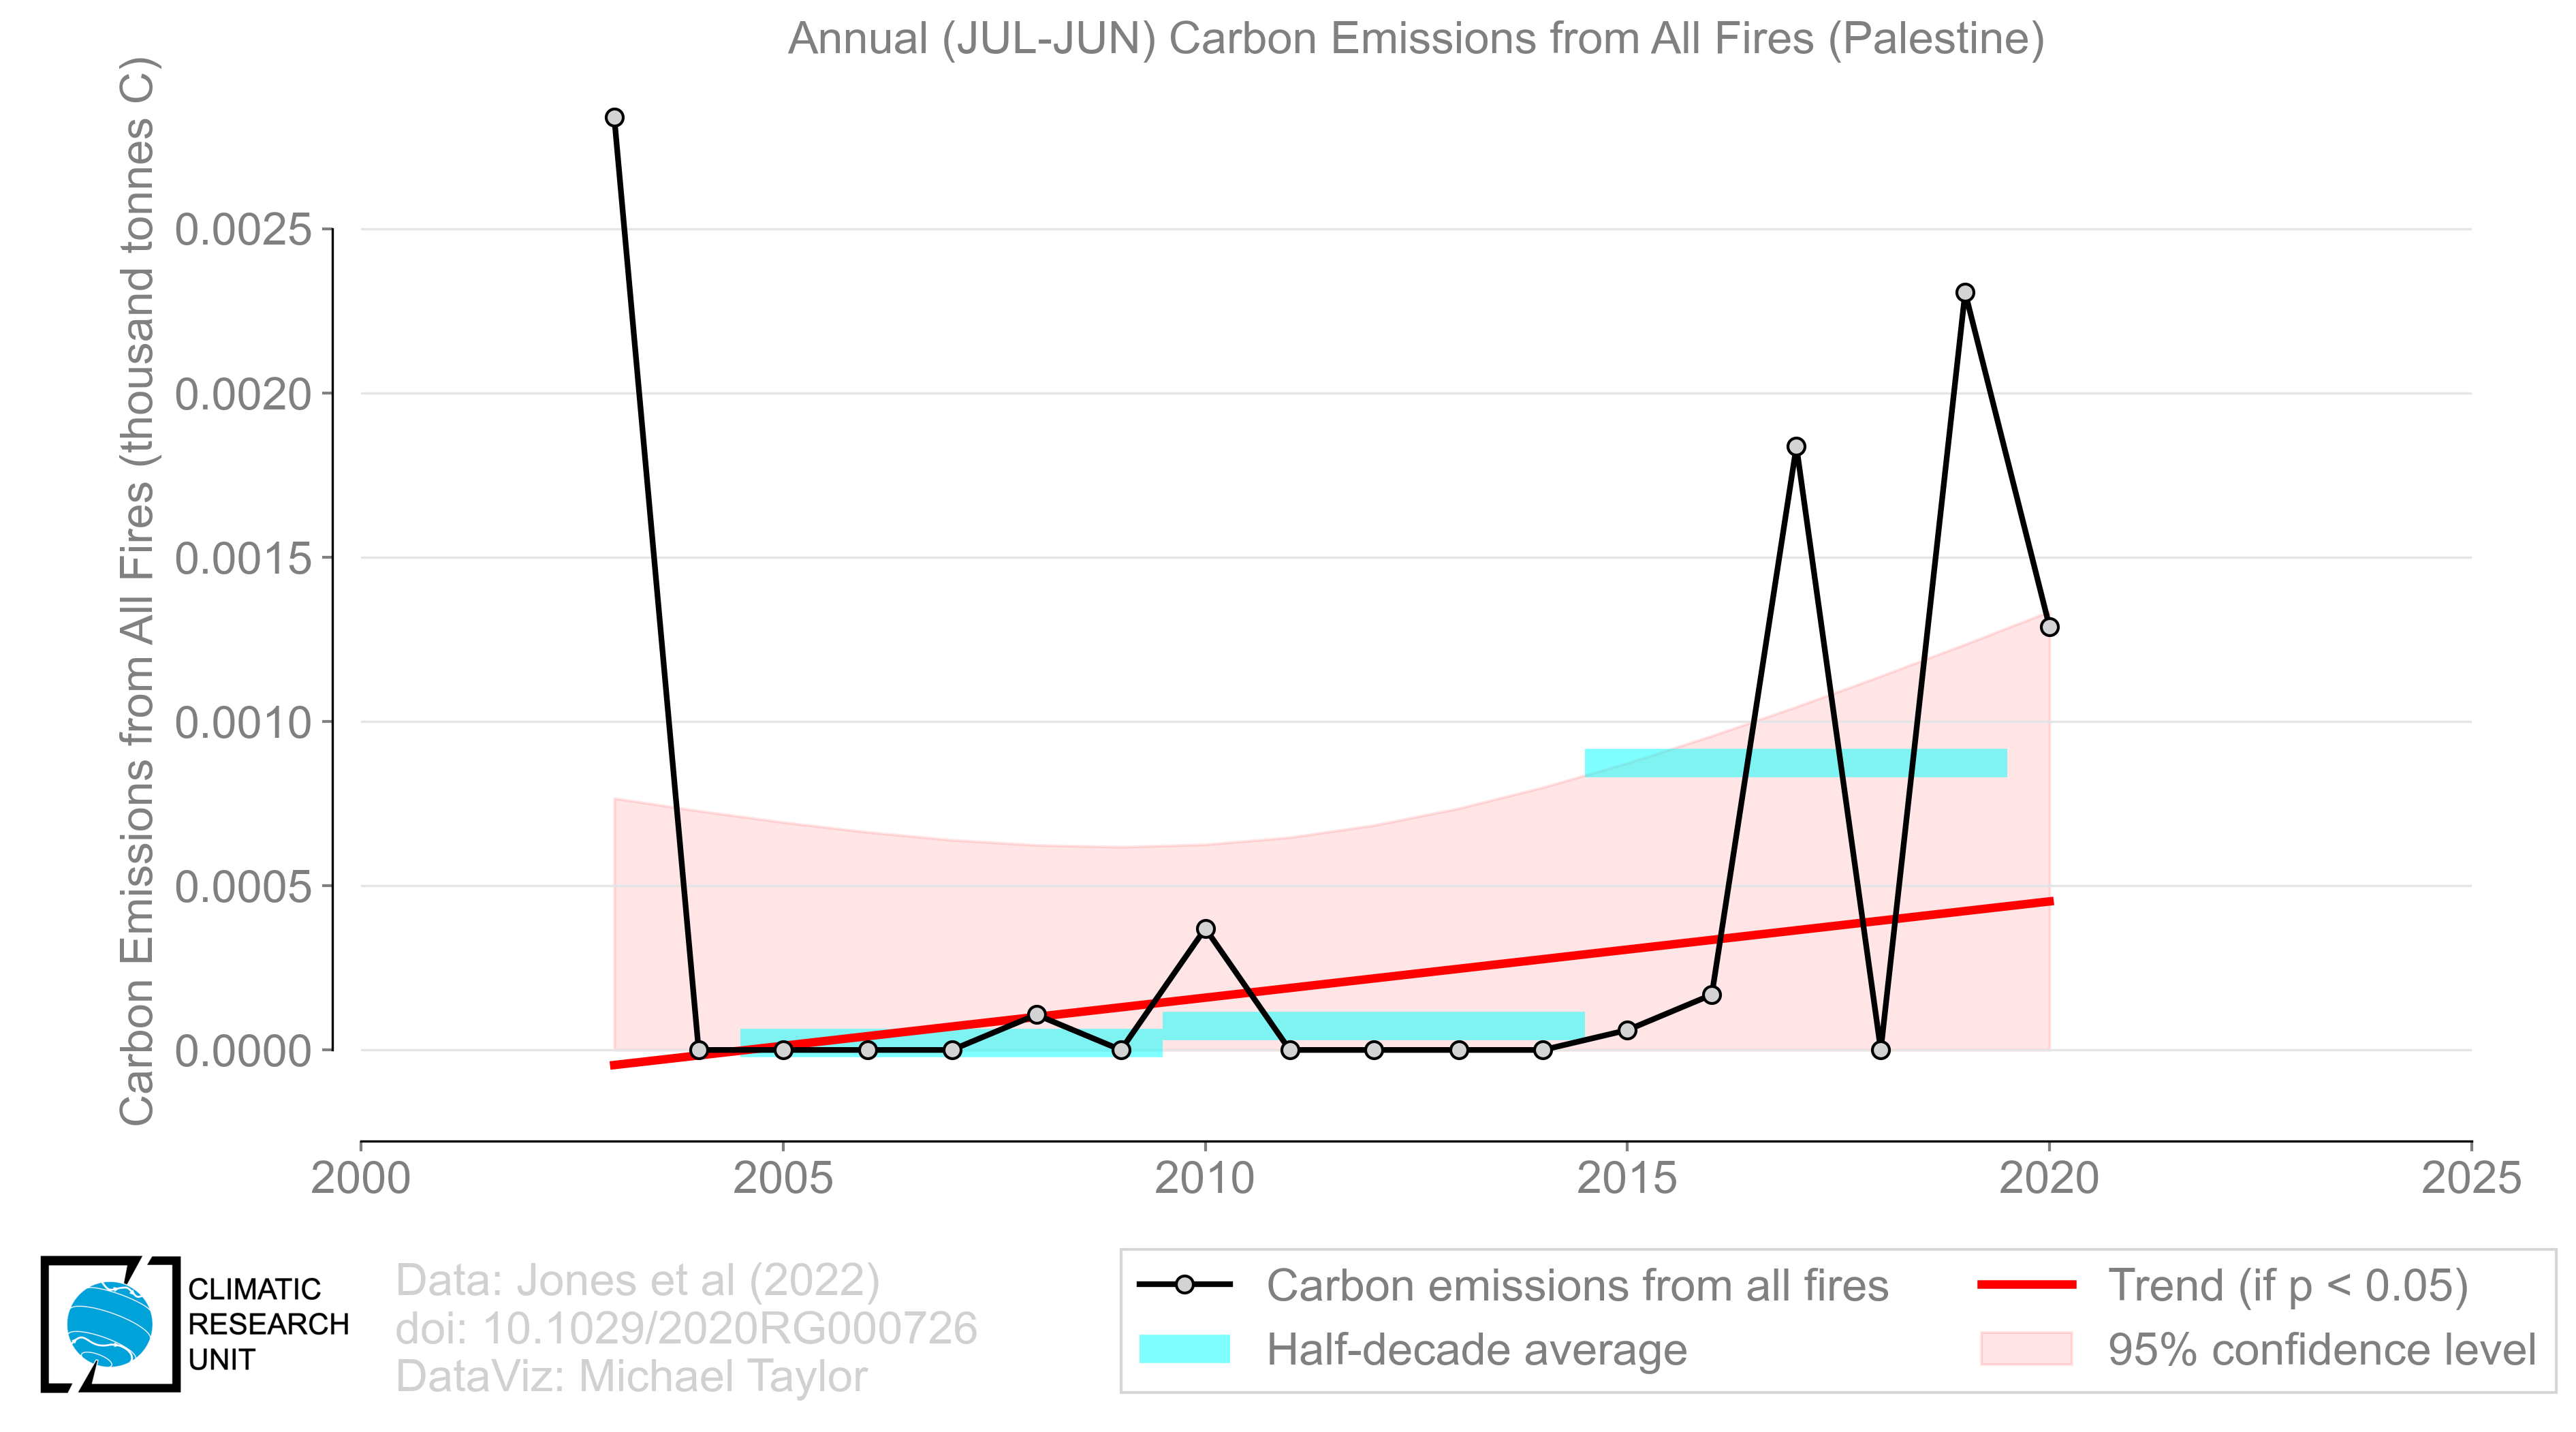 Annual (JUL-JUN) Carbon Emissions from All Fires (Palestine)
Carbon Emissions from All Fires (thousand tonnes C)
0.0025
0.0020
0.0015
0.0010
0.0005
0.0000
2000 2005 2010 2015 2020 2025
CLIMATIC
RESEARCH
UNIT
Data: Jones et al (2022)
doi: 10.1029/2020RG000726
DataViz: Michael Taylor
Carbon emissions from all fires
Half-decade average
Trend (if p < 0.05)
95% confidence level